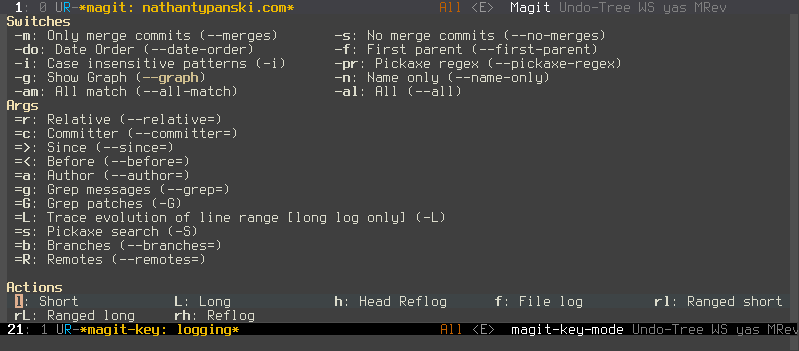 1: 0 UR-*magit: nathantypanski.com* All <E> Magit Undo-Tree WS yas MRev
Switches
-m: Only merge commits (--merges) -s: No merge commits (--no-merges)
-do: Date Order (--date-order) -f: First parent (--first-parent)
-i: Case insensitive patterns (-i) -pr: Pickaxe regex (--pickaxe-regex)
-g: Show Graph (--graph) -n: Name only (--name-only)
-am: All match (--all-match) -al: All (--all)
Args
=r: Relative (--relative=)
=c: Committer (--committer=)
=>: Since (--since=)
=<: Before (--before=)
=a: Author (--author=)
=g: Grep messages (--grep=)
=G: Grep patches (-G)
=L: Trace evolution of line range [long log only] (-L)
=s: Pickaxe search (-S)
=b: Branches (--branches=)
=R: Remotes (--remotes=)
Actions
l: Short L: Long h: Head Reflog f: File log rl: Ranged short
rL: Ranged long rh: Reflog
21: 1 UR-*magit-key: logging* All <E> magit-key-mode Undo-Tree WS yas MRev